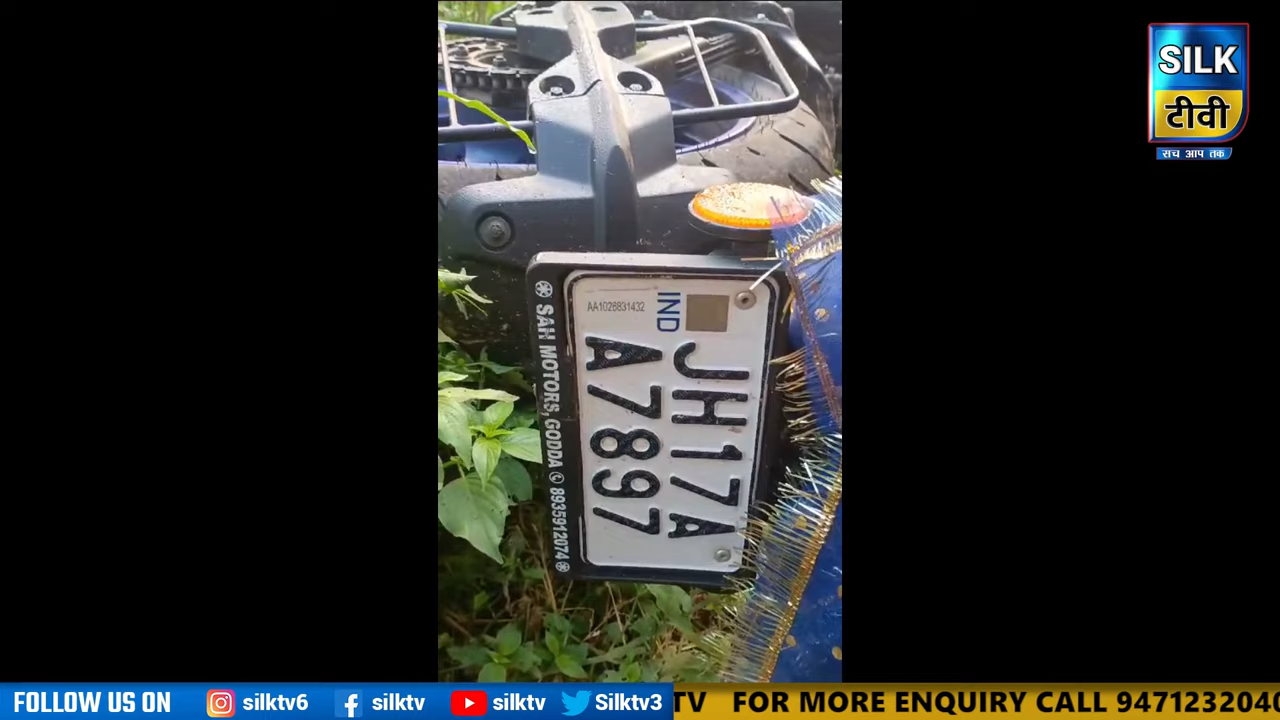 SILK
टीवी
सच आप तक
IND
AA1026831432
JH17A
A7897
SAH MOTORS, GODDA 8935912074
FOLLOW US ON silktv6 silktv silktv Silktv3
TV FOR MORE ENQUIRY CALL 947123204